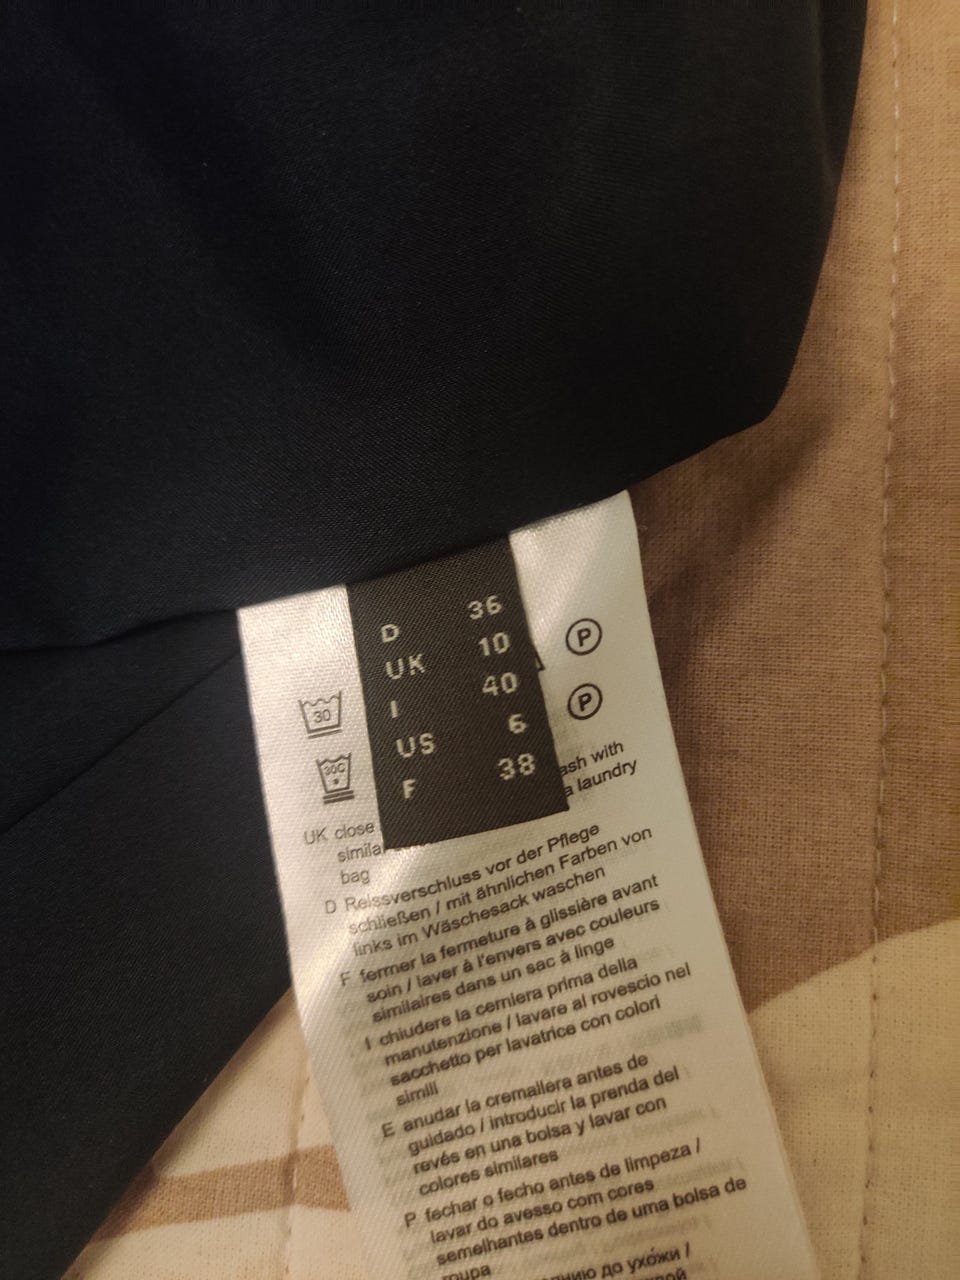 D 36
UK 10
I 40
US 6
F 38
30
30C
P
P
UK close
ash with
simila
a laundry
bag
D Reissverschluss vor der Pflege
schließen / mit ähnlichen Farben von
links im Wäschesack waschen
F fermer la fermeture à glissière avant
soin / laver à l'envers avec couleurs
similaires dans un sac à linge
I chiudere la cerniera prima della
manutenzione / lavare al rovescio nel
sacchetto per lavatrice con colori
simili
E anudar la cremallera antes de
guidado / introducir la prenda del
revés en una bolsa y lavar con
colores similares
P fechar o fecho antes de limpeza /
lavar do avesso com cores
semelhantes dentro de uma bolsa de
roupa
до ухо́жи /